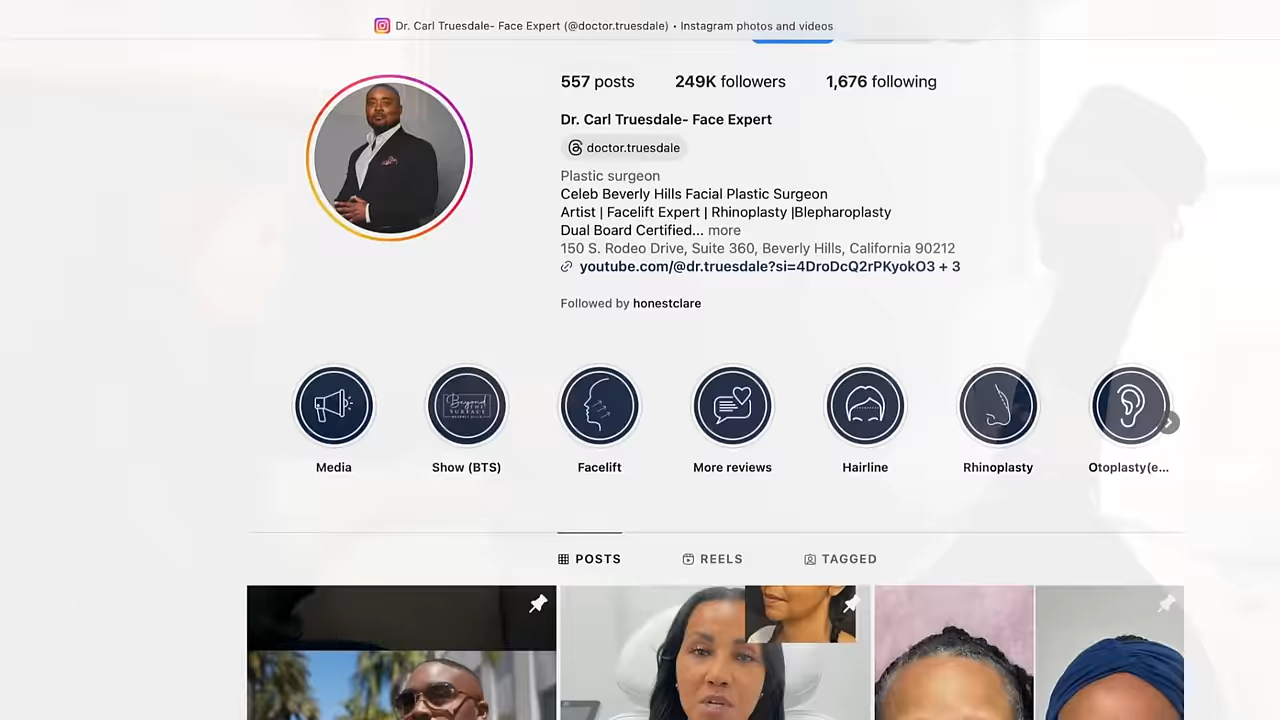 Dr. Carl Truesdale- Face Expert (@doctor.truesdale) • Instagram photos and videos
557 posts 249K followers 1,676 following
Dr. Carl Truesdale- Face Expert
doctor.truesdale
Plastic surgeon
Celeb Beverly Hills Facial Plastic Surgeon
Artist | Facelift Expert | Rhinoplasty |Blepharoplasty
Dual Board Certified... more
150 S. Rodeo Drive, Suite 360, Beverly Hills, California 90212
youtube.com/@dr.truesdale?si=4DroDcQ2rPKyokO3 + 3
Followed by honestclare
Beyond
THE
SURFACE
Media Show (BTS) Facelift More reviews Hairline Rhinoplasty Otoplasty(e...
POSTS REELS TAGGED